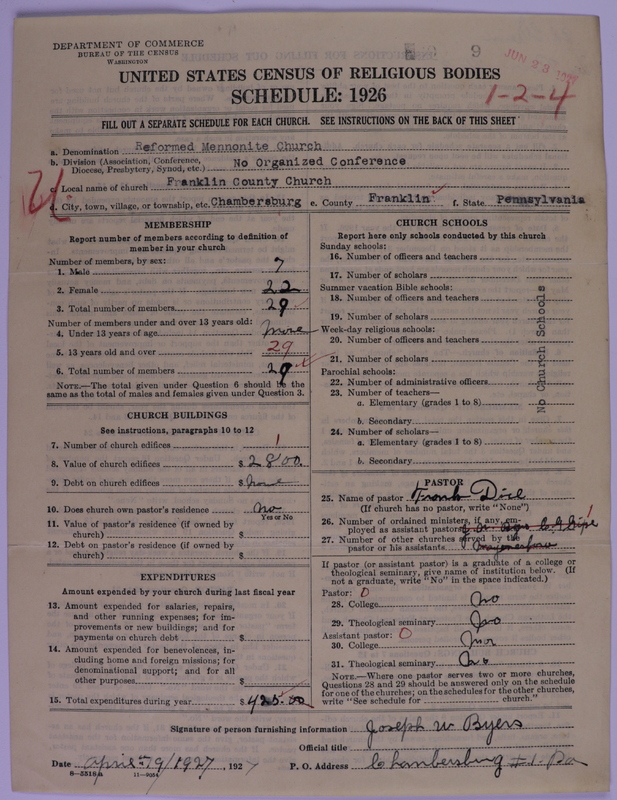 DEPARTMENT OF COMMERCE
BUREAU OF THE CENSUS
WASHINGTON
9
JUN 23 1927
UNITED STATES CENSUS OF RELIGIOUS BODIES
SCHEDULE: 1926
1-2-4
FILL OUT A SEPARATE SCHEDULE FOR EACH CHURCH. SEE INSTRUCTIONS ON THE BACK OF THIS SHEET
a. Denomination Reformed Mennonite Church
b. Division (Association, Conference, Diocese, Presbytery, Synod, etc.) No Organized Conference
c. Local name of church Franklin County Church
d. City, town, village, or township, etc. Chambersburg e. County Franklin f. State Pennsylvania
MEMBERSHIP
Report number of members according to definition of
member in your church
Number of members, by sex:
1. Male 7
2. Female 22
3. Total number of members 29
Number of members under and over 13 years old:
4. Under 13 years of age
5. 13 years old and over 29
6. Total number of members 29
NOTE.—The total given under Question 6 should be the
same as the total of males and females given under Question 3.
CHURCH BUILDINGS
See instructions, paragraphs 10 to 12
7. Number of church edifices 1
8. Value of church edifices $ 2800.
9. Debt on church edifices $ none
10. Does church own pastor's residence? no
Yes or No
11. Value of pastor's residence (if owned by
church) $
12. Debt on pastor's residence (if owned by
church) $
EXPENDITURES
Amount expended by your church during last fiscal year
13. Amount expended for salaries, repairs,
and other running expenses; for im-
provements or new buildings; and for
payments on church debt $
14. Amount expended for benevolences, in-
cluding home and foreign missions; for
denominational support; and for all
other purposes $
15. Total expenditures during year $ 425.00
CHURCH SCHOOLS
Report here only schools conducted by this church
Sunday schools:
16. Number of officers and teachers
17. Number of scholars
Summer vacation Bible schools:
18. Number of officers and teachers
19. Number of scholars
Week-day religious schools:
20. Number of officers and teachers
21. Number of scholars
Parochial schools:
22. Number of administrative officers
23. Number of teachers—
a. Elementary (grades 1 to 8)
b. Secondary
24. Number of scholars—
a. Elementary (grades 1 to 8)
b. Secondary
No Church Schools
PASTOR
25. Name of pastor Frank Dice
(If church has no pastor, write "None")
26. Number of ordained ministers, if any, em-
ployed as assistant pastors 1
27. Number of other churches served by the
pastor or his assistants
If pastor (or assistant pastor) is a graduate of a college or
theological seminary, give name of institution below. (If
not a graduate, write "No" in the space indicated.)
Pastor: 0
28. College no
29. Theological seminary no
Assistant pastor: 0
30. College
31. Theological seminary no
NOTE.—Where one pastor serves two or more churches,
Questions 28 and 29 should be answered only on the schedule
for one of the churches; on the schedules for the other churches,
write "See schedule for church."
Signature of person furnishing information Joseph W Byers
Official title
Date april 29/1927, 192 P. O. Address Chambersburg Pa
8-5518a 11-9054